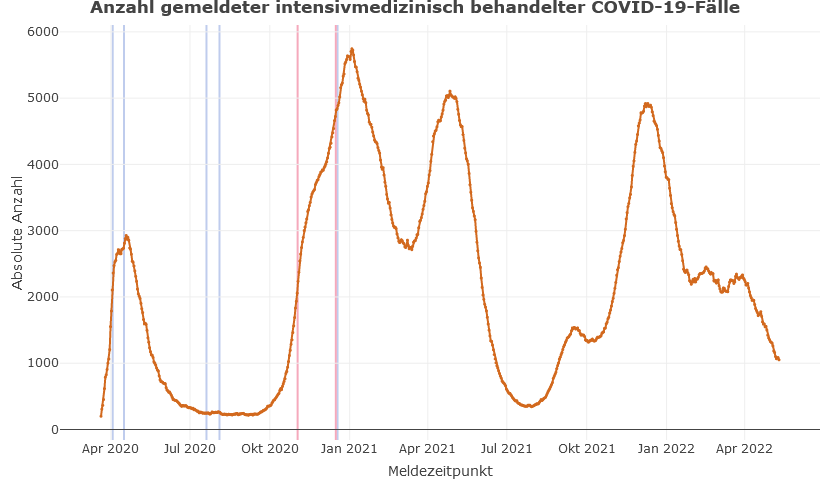 Anzahl gemeldeter intensivmedizinisch behandelter COVID-19-Fälle
6000
5000
4000
3000
2000
1000
0
Absolute Anzahl
Apr 2020 Jul 2020 Okt 2020 Jan 2021 Apr 2021 Jul 2021 Okt 2021 Jan 2022 Apr 2022
Meldezeitpunkt